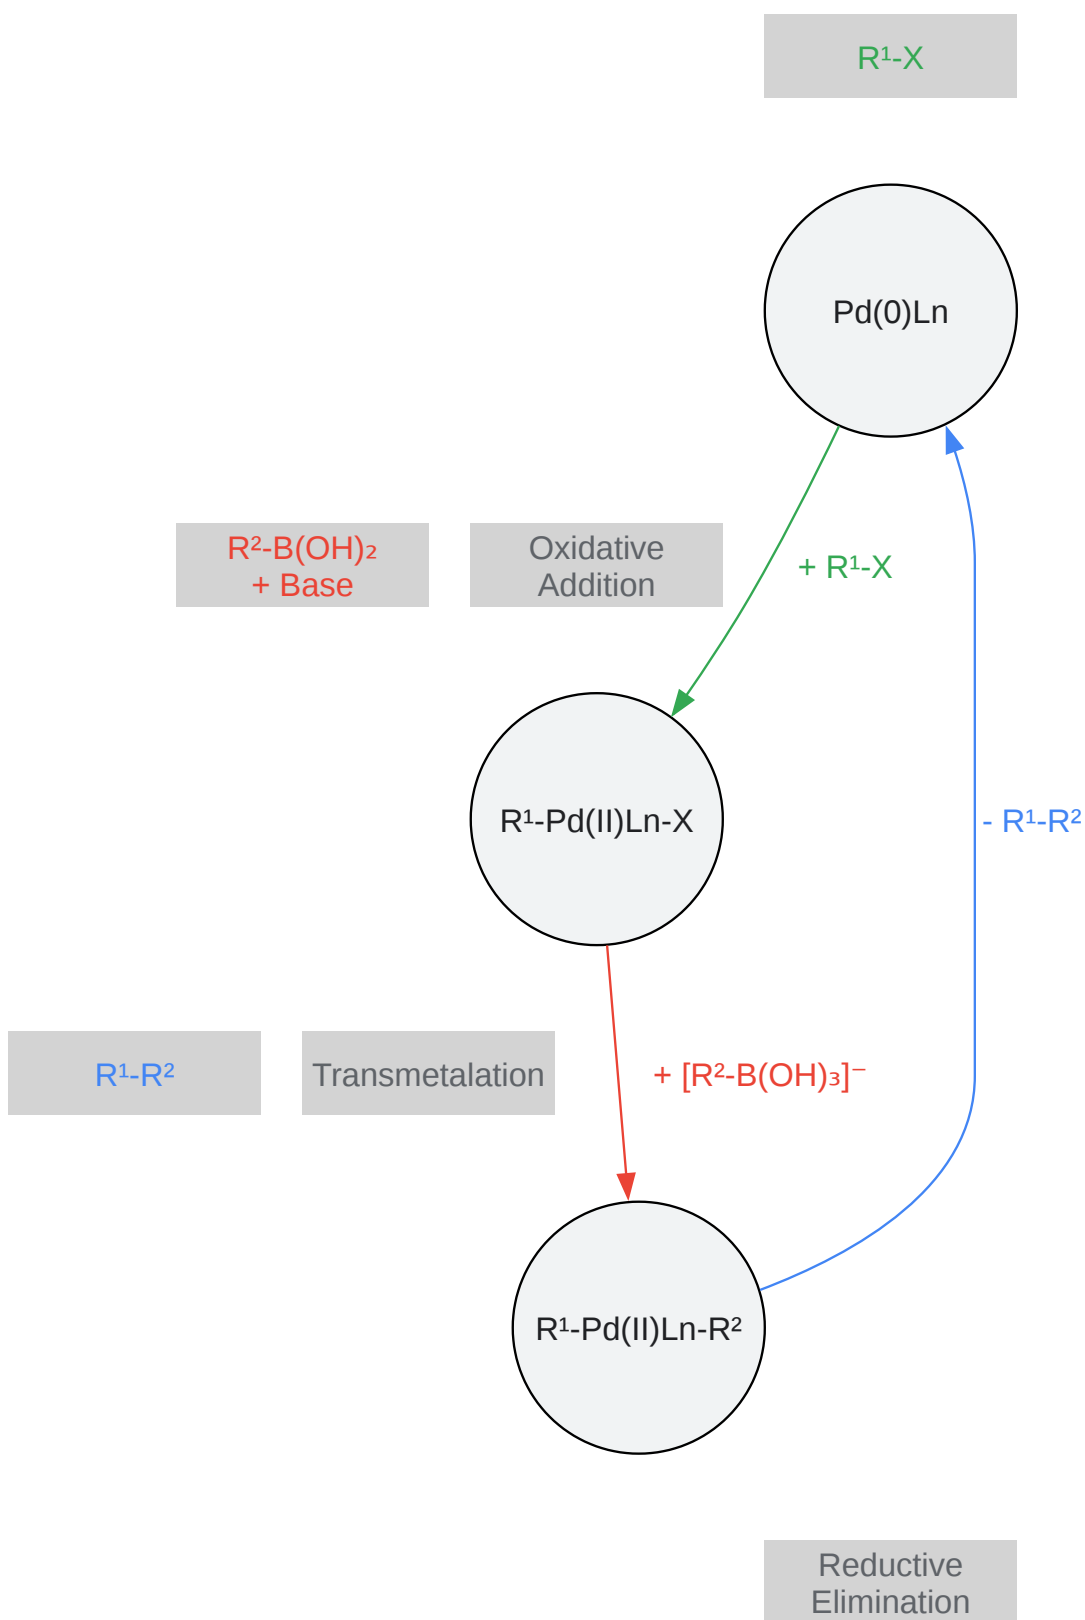 R¹-X
Pd(0)Ln
R²-B(OH)₂
+ Base
Oxidative
Addition
+ R¹-X
R¹-Pd(II)Ln-X
- R¹-R²
R¹-R²
Transmetalation
+ [R²-B(OH)₃]⁻
R¹-Pd(II)Ln-R²
Reductive
Elimination